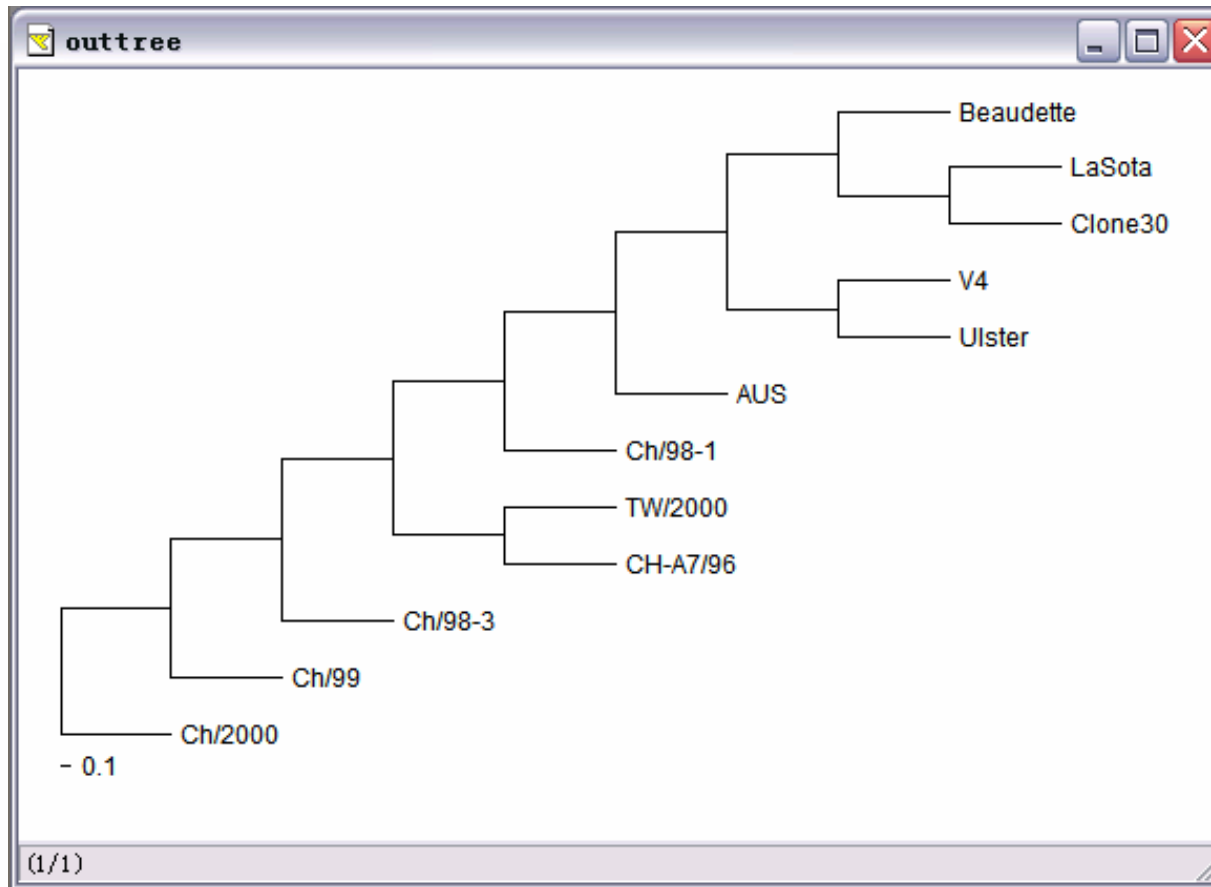 outtree
Beaudette
LaSota
Clone30
V4
Ulster
AUS
Ch/98-1
TW/2000
CH-A7/96
Ch/98-3
Ch/99
Ch/2000
0.1
(1/1)